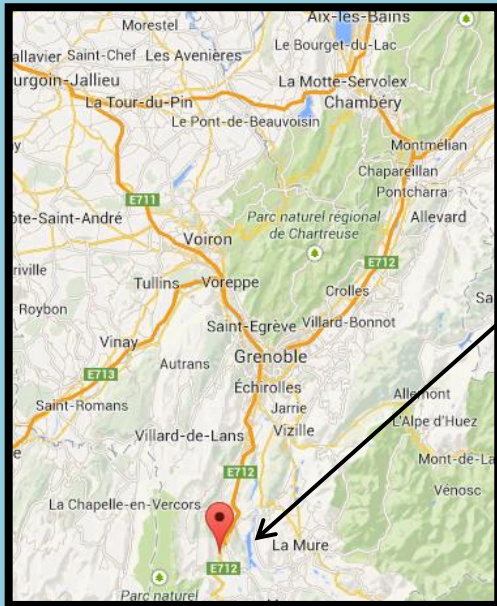 Morestel
Aix-les-Bains
allavier Saint-Chef Les Avenières
Le Bourget-du-Lac
urgoin-Jallieu
La Motte-Servolex
La Tour-du-Pin
Chambéry
Le Pont-de-Beauvoisin
Montmélian
Chapareillan
Pontcharra
E711
ôte-Saint-André
Parc naturel régional
de Chartreuse
Allevard
Voiron
E712
riville
Tullins
Voreppe
Crolles
Sa
Roybon
Saint-Egrève
Villard-Bonnot
Vinay
Autrans
Grenoble
E713
Échirolles
Allemont
Saint-Romans
Jarrie
L'Alpe d'Huez
Villard-de-Lans
Vizille
Mont-de-La
E712
Vénosc
La Chapelle-en-Vercors
La Mure
E712
Parc naturel